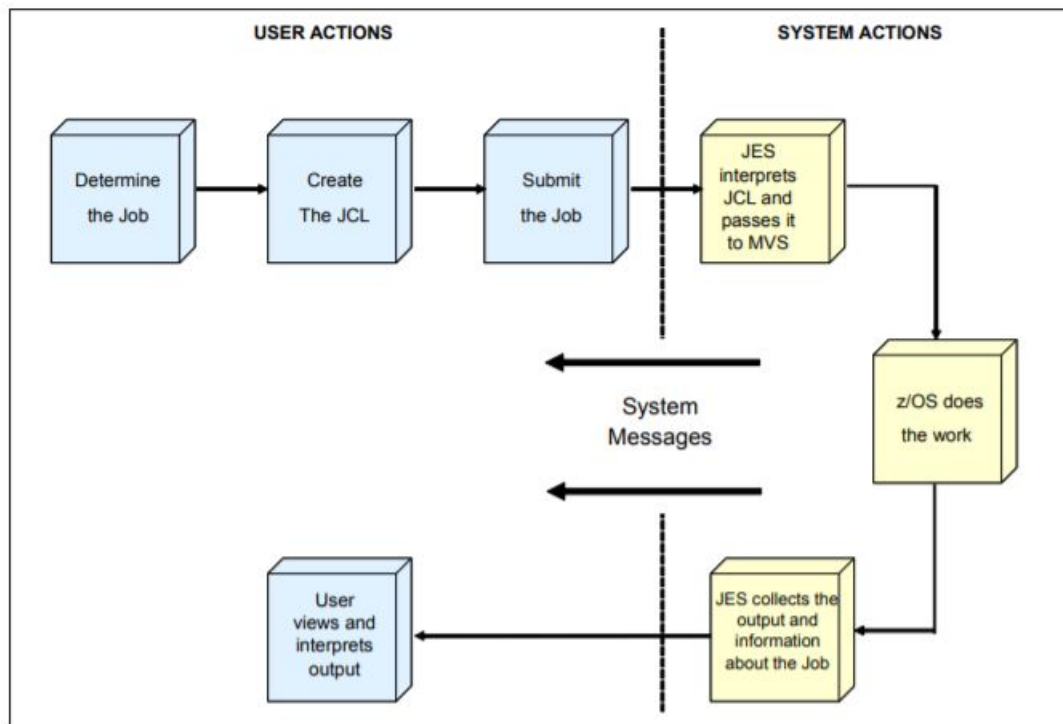 USER ACTIONS
SYSTEM ACTIONS
Determine
the Job
Create
The JCL
Submit
the Job
JES
interprets
JCL and
passes it
to MVS
z/OS does
the work
System
Messages
User
views and
interprets
output
JES collects the
output and
information
about the Job